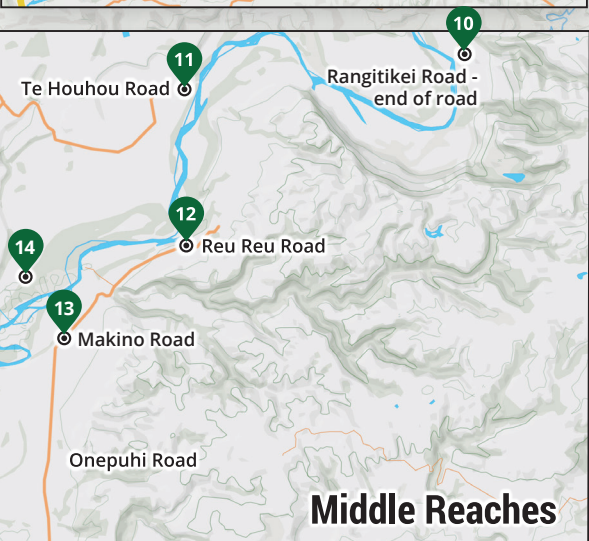 10
11
Te Houhou Road
Rangitikei Road -
end of road
12
Reu Reu Road
14
13
Makino Road
Onepuhi Road
Middle Reaches